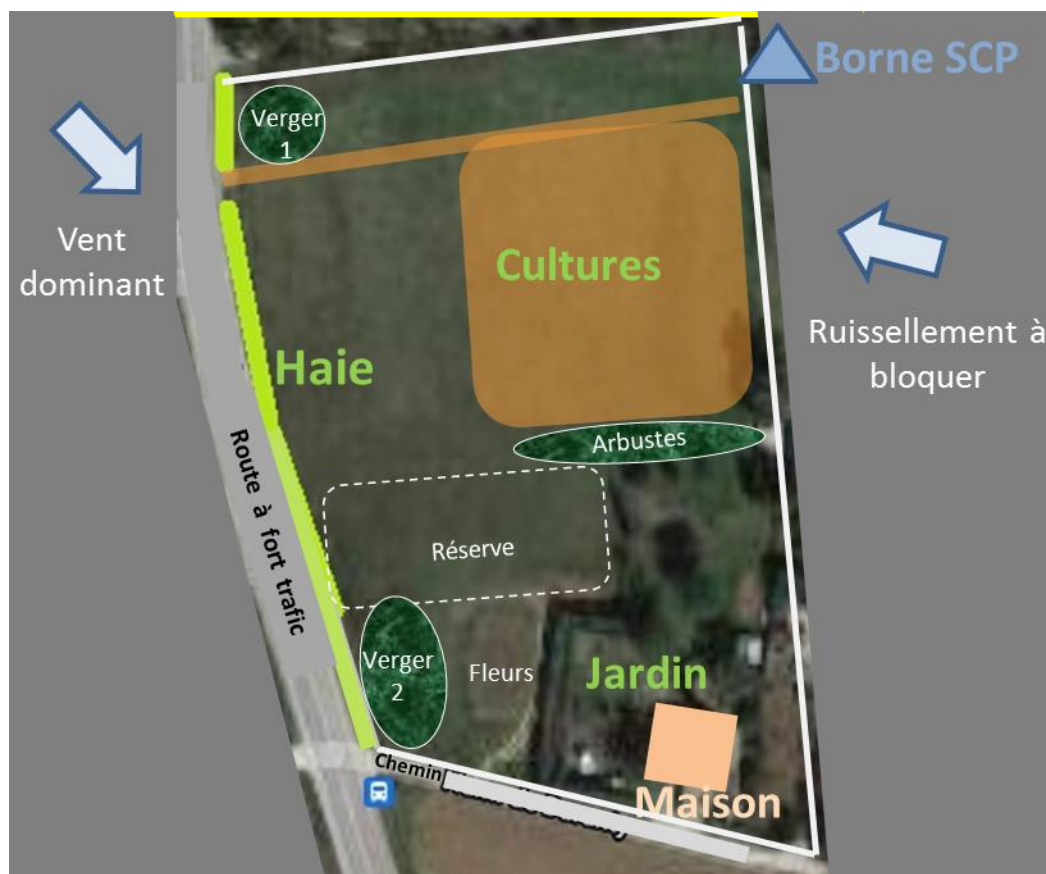 Borne SCP
Verger
1
Vent
dominant
Cultures
Ruissellement à
bloquer
Haie
Arbustes
Route à fort trafic
Réserve
Verger
2
Fleurs
Jardin
Chemin
Maison